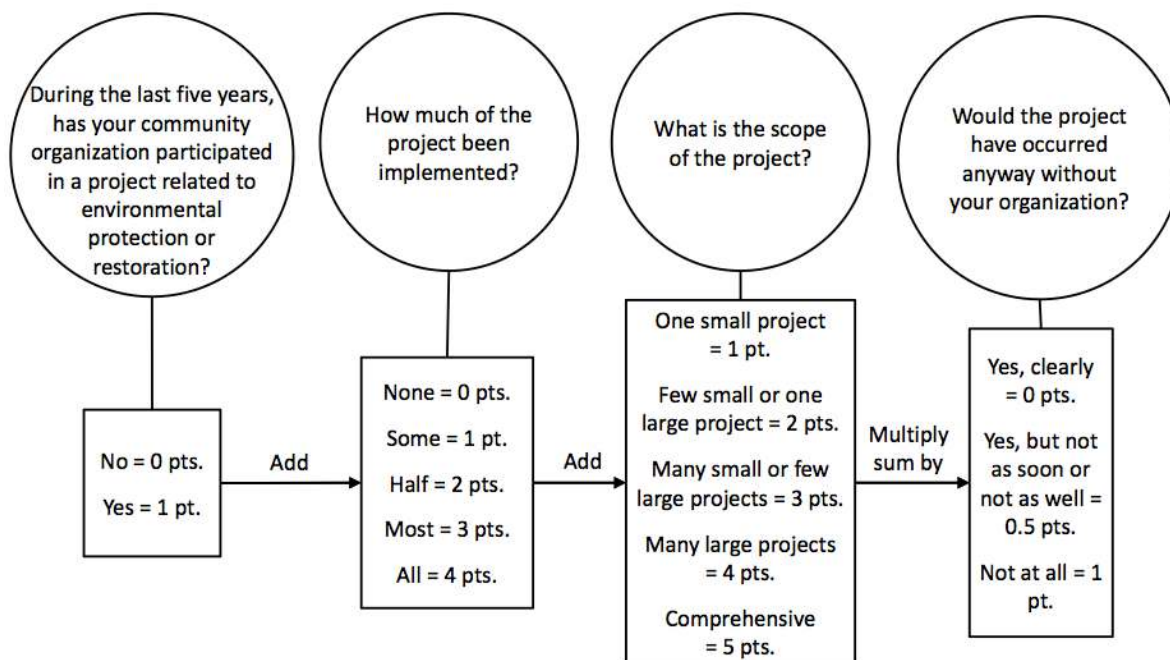 During the last five years,
has your community
organization participated
in a project related to
environmental
protection or
restoration?
How much of the
project been
implemented?
What is the scope
of the project?
Would the project
have occurred
anyway without
your organization?
No = 0 pts.
Yes = 1 pt.
Add
None = 0 pts.
Some = 1 pt.
Half = 2 pts.
Most = 3 pts.
All = 4 pts.
Add
One small project
= 1 pt.
Few small or one
large project = 2 pts.
Many small or few
large projects = 3 pts.
Many large projects
= 4 pts.
Comprehensive
= 5 pts.
Multiply
sum by
Yes, clearly
= 0 pts.
Yes, but not
as soon or
not as well =
0.5 pts.
Not at all = 1
pt.